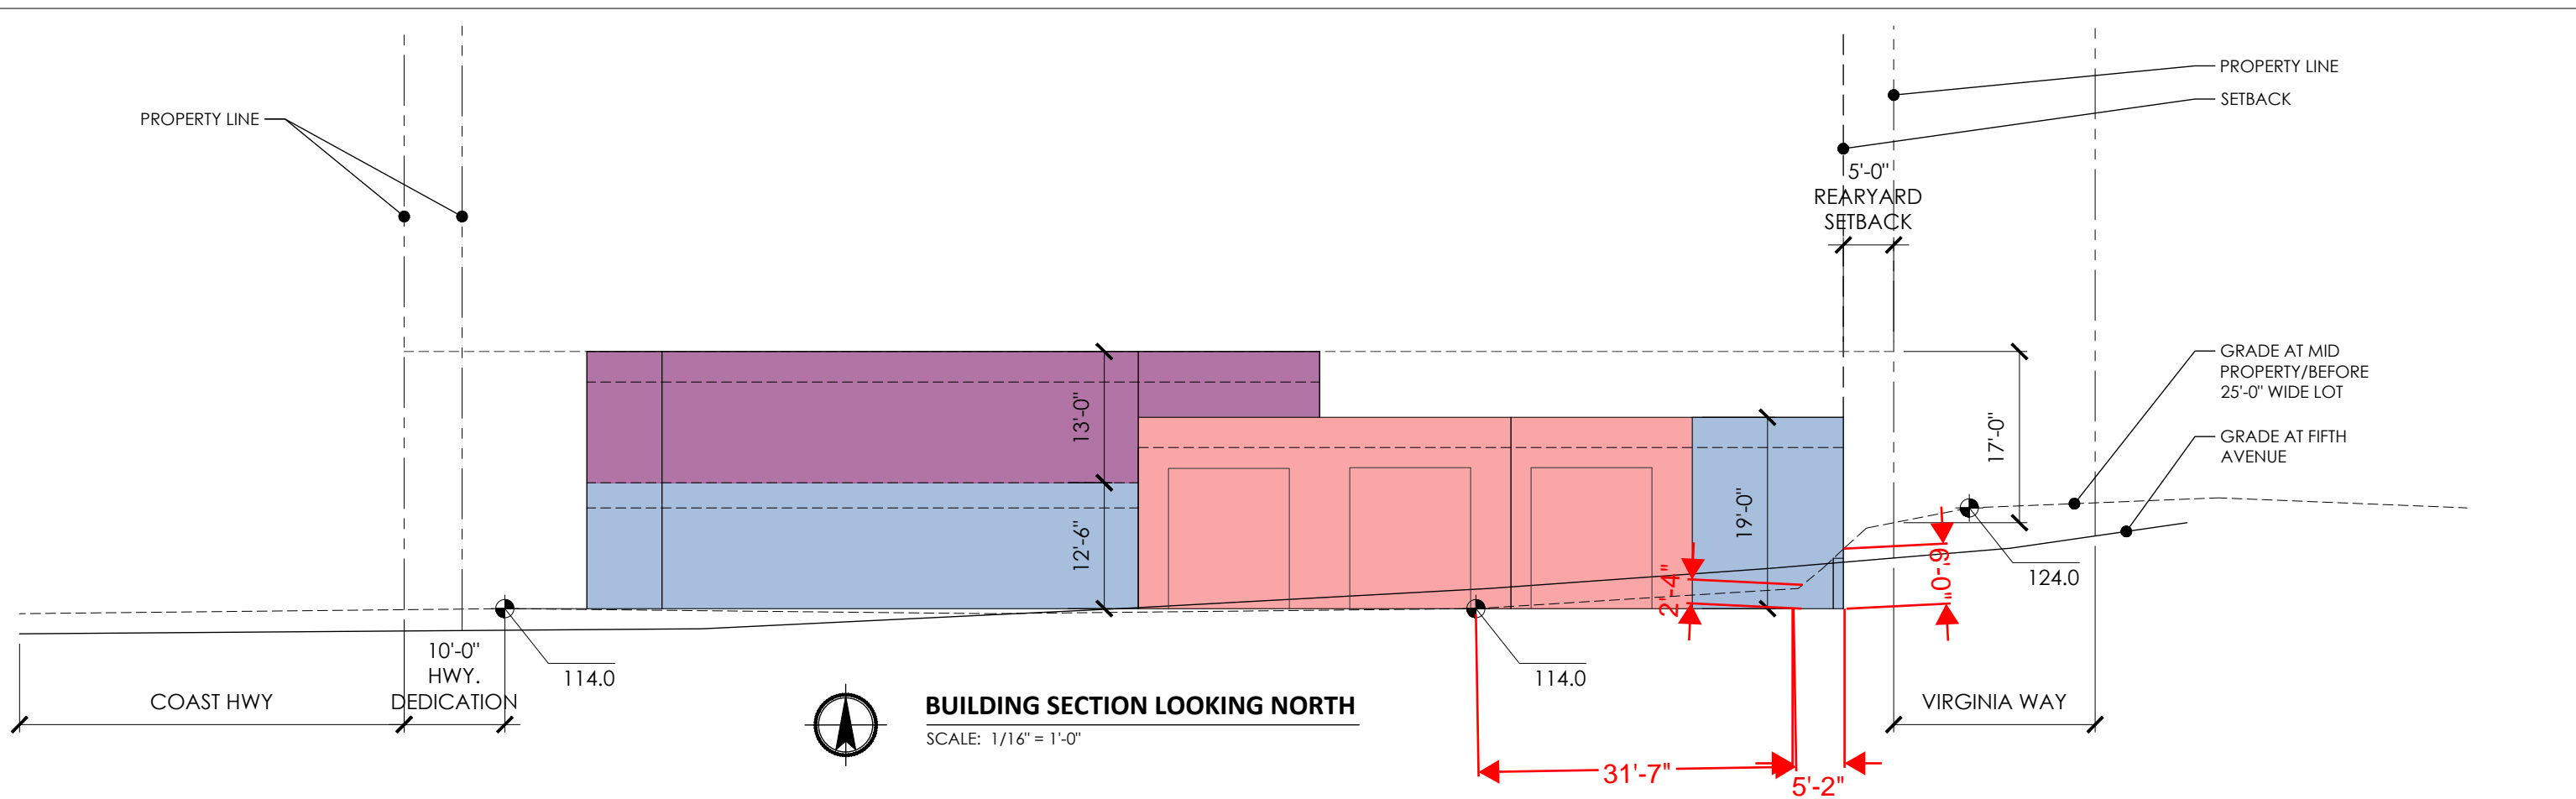 PROPERTY LINE
SETBACK
PROPERTY LINE
5'-0"
REARYARD
SETBACK
GRADE AT MID
PROPERTY/BEFORE
25'-0" WIDE LOT
GRADE AT FIFTH
AVENUE
13'-0"
17'-0"
12'-6"
19'-0"
2'-4"
6'-0"
124.0
10'-0"
HWY.
DEDICATION
114.0
114.0
COAST HWY
VIRGINIA WAY
BUILDING SECTION LOOKING NORTH
SCALE: 1/16" = 1'-0"
31'-7"
5'-2"